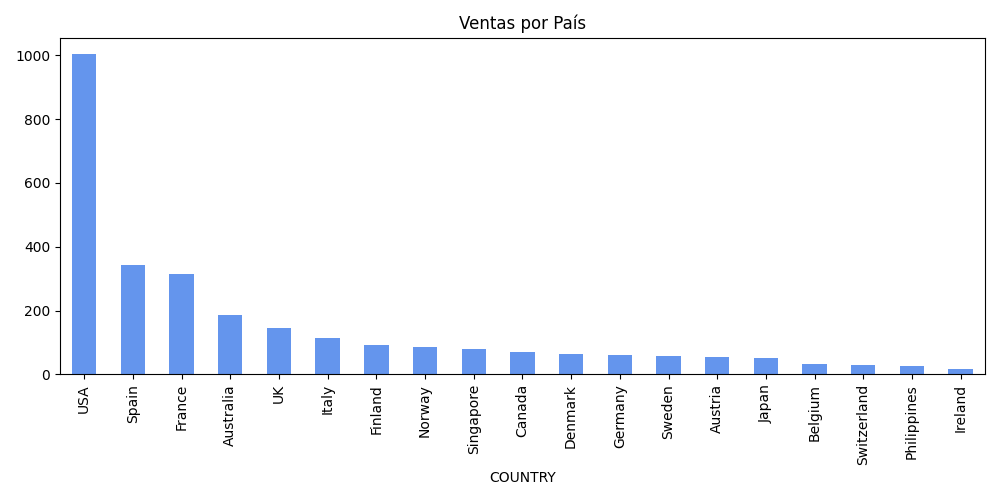 Ventas por País
1000
800
600
400
200
0
USA
Spain
France
Australia
UK
Italy
Finland
Norway
Singapore
Canada
Denmark
Germany
Sweden
Austria
Japan
Belgium
Switzerland
Philippines
Ireland
COUNTRY